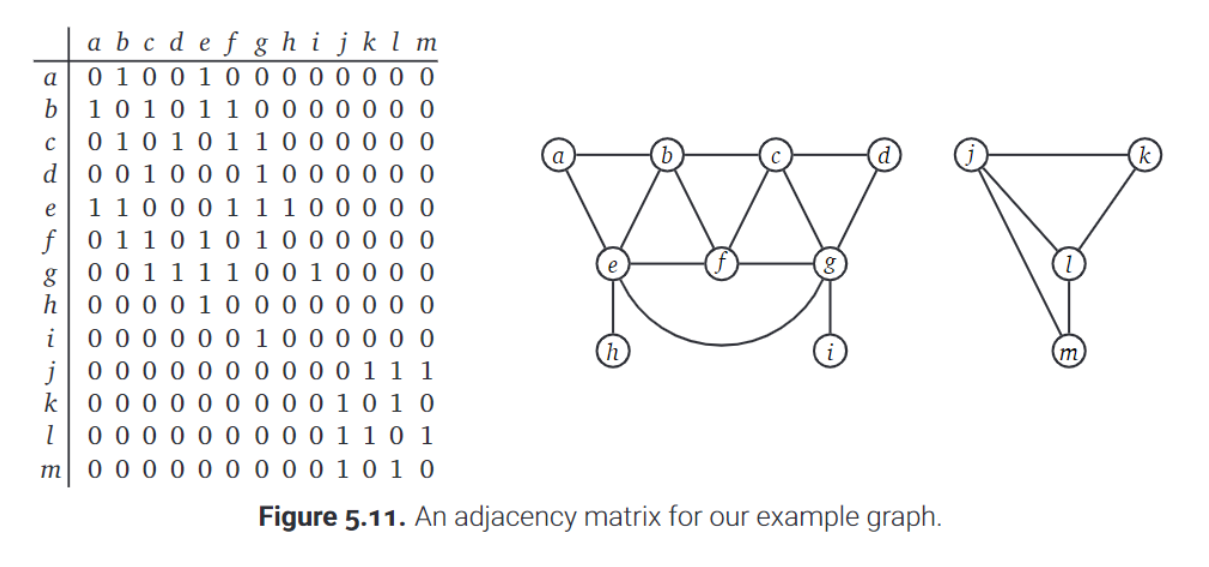 a b c d e f g h i j k l m
a 0 1 0 0 1 0 0 0 0 0 0 0 0
b 1 0 1 0 1 1 0 0 0 0 0 0 0
c 0 1 0 1 0 1 1 0 0 0 0 0 0
d 0 0 1 0 0 0 1 0 0 0 0 0 0
e 1 1 0 0 0 1 1 1 0 0 0 0 0
f 0 1 1 0 1 0 1 0 0 0 0 0 0
g 0 0 1 1 1 1 0 0 1 0 0 0 0
h 0 0 0 0 1 0 0 0 0 0 0 0 0
i 0 0 0 0 0 0 1 0 0 0 0 0 0
j 0 0 0 0 0 0 0 0 0 0 1 1 1
k 0 0 0 0 0 0 0 0 0 1 0 1 0
l 0 0 0 0 0 0 0 0 0 1 1 0 1
m 0 0 0 0 0 0 0 0 0 1 0 1 0
a b c d j k
e f g l
h i m
Figure 5.11. An adjacency matrix for our example graph.